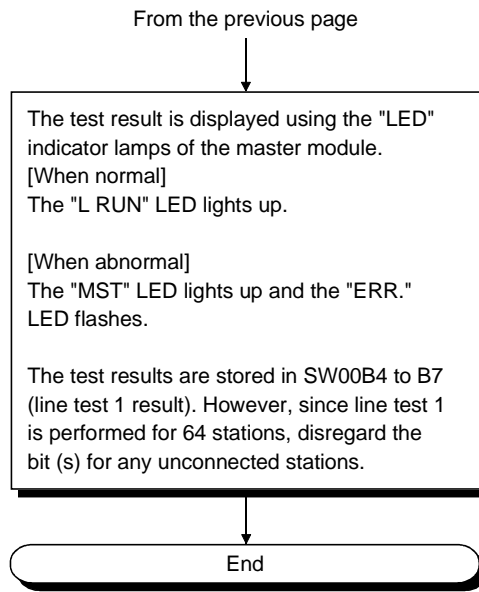 From the previous page
The test result is displayed using the "LED"
indicator lamps of the master module.
[When normal]
The "L RUN" LED lights up.
[When abnormal]
The "MST" LED lights up and the "ERR."
LED flashes.
The test results are stored in SW00B4 to B7
(line test 1 result). However, since line test 1
is performed for 64 stations, disregard the
bit (s) for any unconnected stations.
End